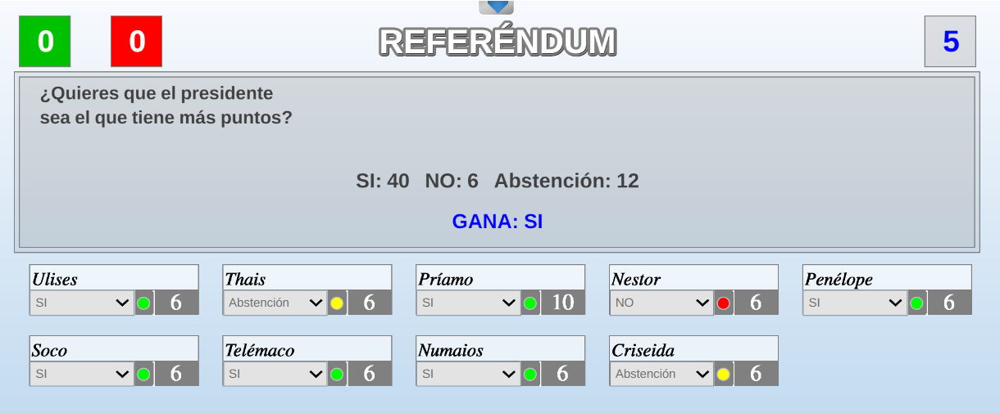 0 0 REFERÉNDUM 5
¿Quieres que el presidente
sea el que tiene más puntos?
SI: 40 NO: 6 Abstención: 12
GANA: SI
Ulises Thais Príamo Nestor Penélope
SI 6 Abstención 6 SI 10 NO 6 SI 6
Soco Telémaco Numaios Criseida
SI 6 SI 6 SI 6 Abstención 6